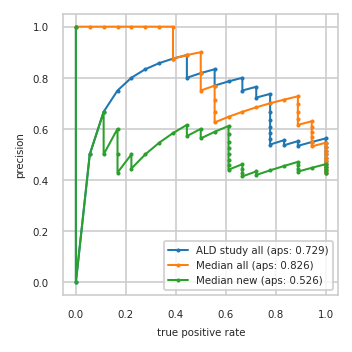 1.0
0.8
0.6
0.4
0.2
0.0
precision
0.0 0.2 0.4 0.6 0.8 1.0
true positive rate
ALD study all (aps: 0.729)
Median all (aps: 0.826)
Median new (aps: 0.526)